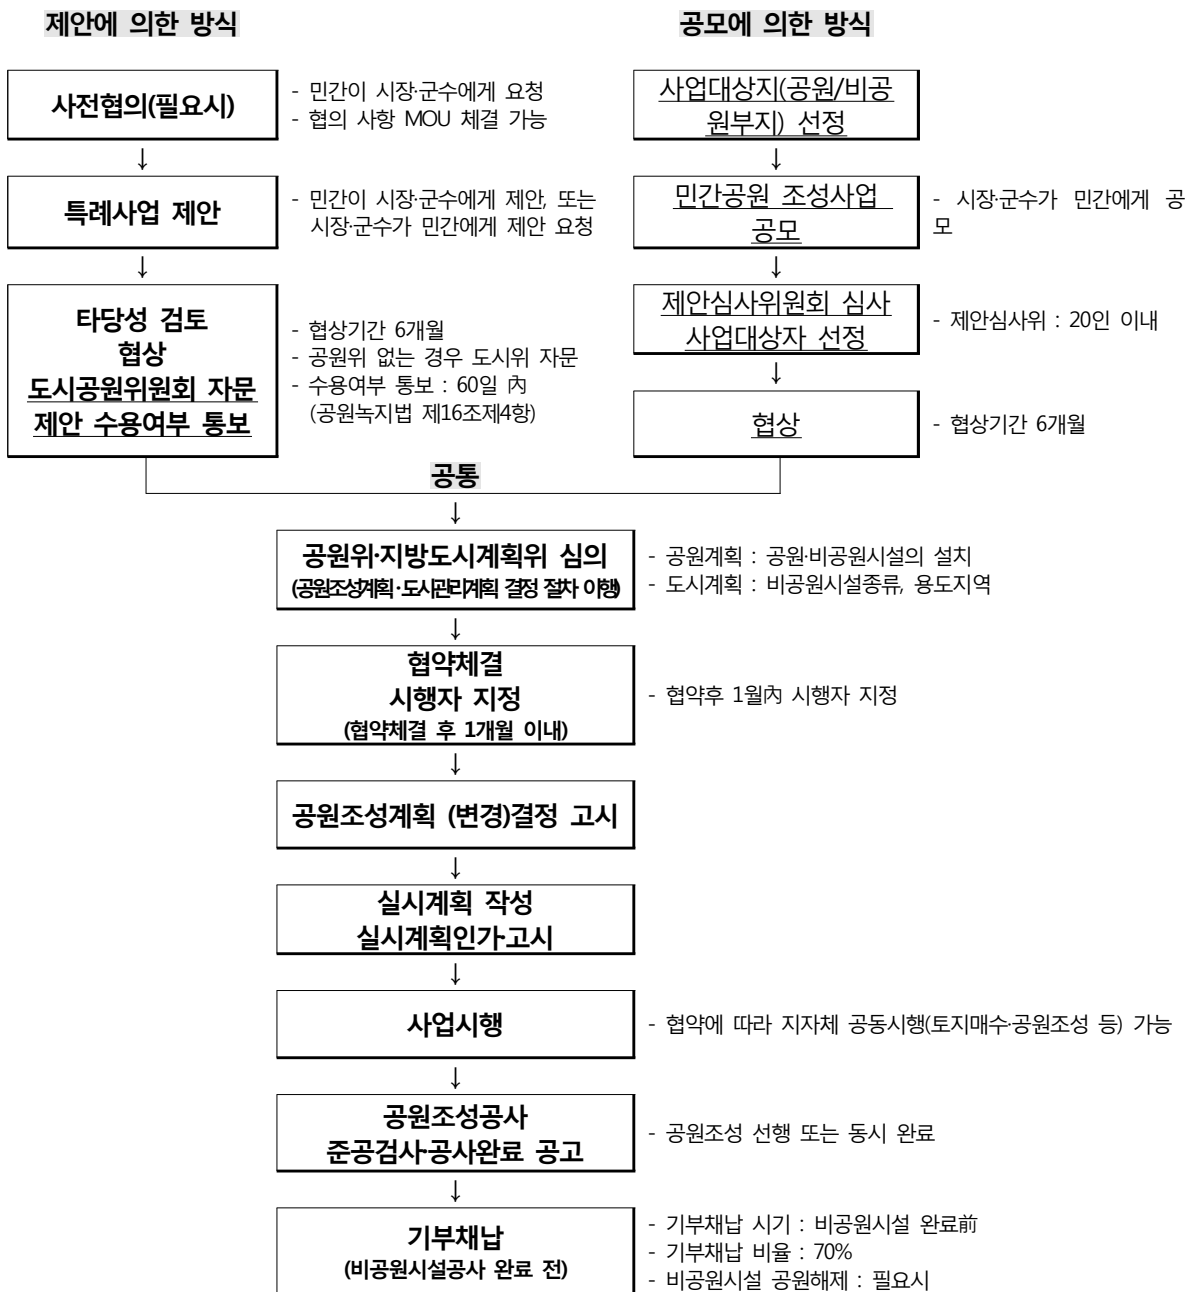 제안에 의한 방식
공모에 의한 방식
사전협의(필요시)
- 민간이 시장·군수에게 요청
- 협의 사항 MOU 체결 가능
사업대상지(공원/비공
원부지) 선정
↓
↓
특례사업 제안
- 민간이 시장·군수에게 제안, 또는
시장·군수가 민간에게 제안 요청
민간공원 조성사업
공모
- 시장·군수가 민간에게 공
모
↓
↓
타당성 검토
협상
도시공원위원회 자문
제안 수용여부 통보
- 협상기간 6개월
- 공원위 없는 경우 도시위 자문
- 수용여부 통보 : 60일 內
(공원녹지법 제16조제4항)
제안심사위원회 심사
사업대상자 선정
- 제안심사위 : 20인 이내
↓
협상
- 협상기간 6개월
공통
↓
공원위·지방도시계획위 심의
(공원조성계획·도시관리계획 결정 절차 이행)
- 공원계획 : 공원·비공원시설의 설치
- 도시계획 : 비공원시설종류, 용도지역
↓
협약체결
시행자 지정
(협약체결 후 1개월 이내)
- 협약후 1월內 시행자 지정
↓
공원조성계획 (변경)결정 고시
↓
실시계획 작성
실시계획인가·고시
↓
사업시행
- 협약에 따라 지자체 공동시행(토지매수·공원조성 등) 가능
↓
공원조성공사
준공검사·공사완료 공고
- 공원조성 선행 또는 동시 완료
↓
기부채납
(비공원시설공사 완료 전)
- 기부채납 시기 : 비공원시설 완료前
- 기부채납 비율 : 70%
- 비공원시설 공원해제 : 필요시